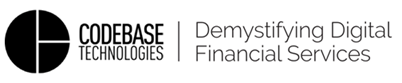 CODEBASE
TECHNOLOGIES
Demystifying Digital
Financial Services